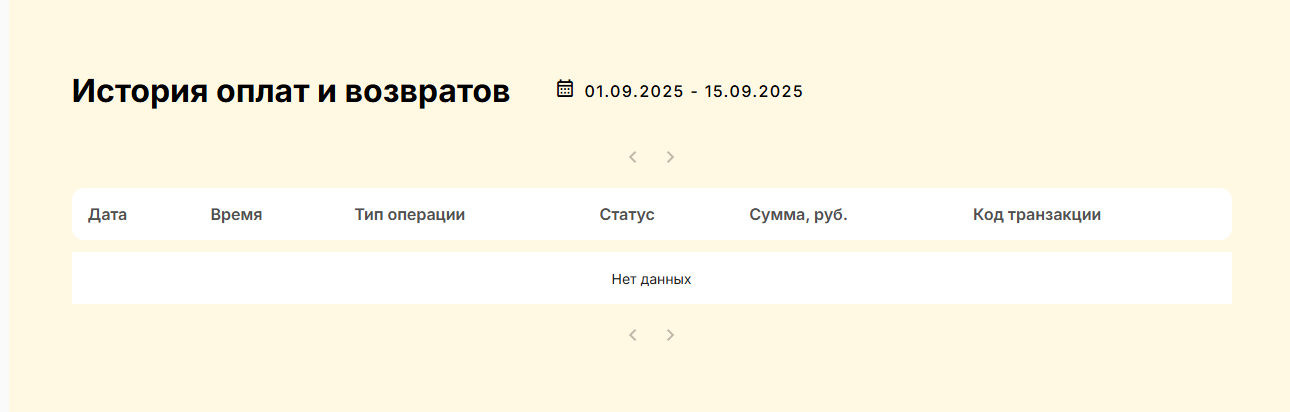 История оплат и возвратов
01.09.2025 - 15.09.2025
Дата Время Тип операции Статус Сумма, руб. Код транзакции
Нет данных